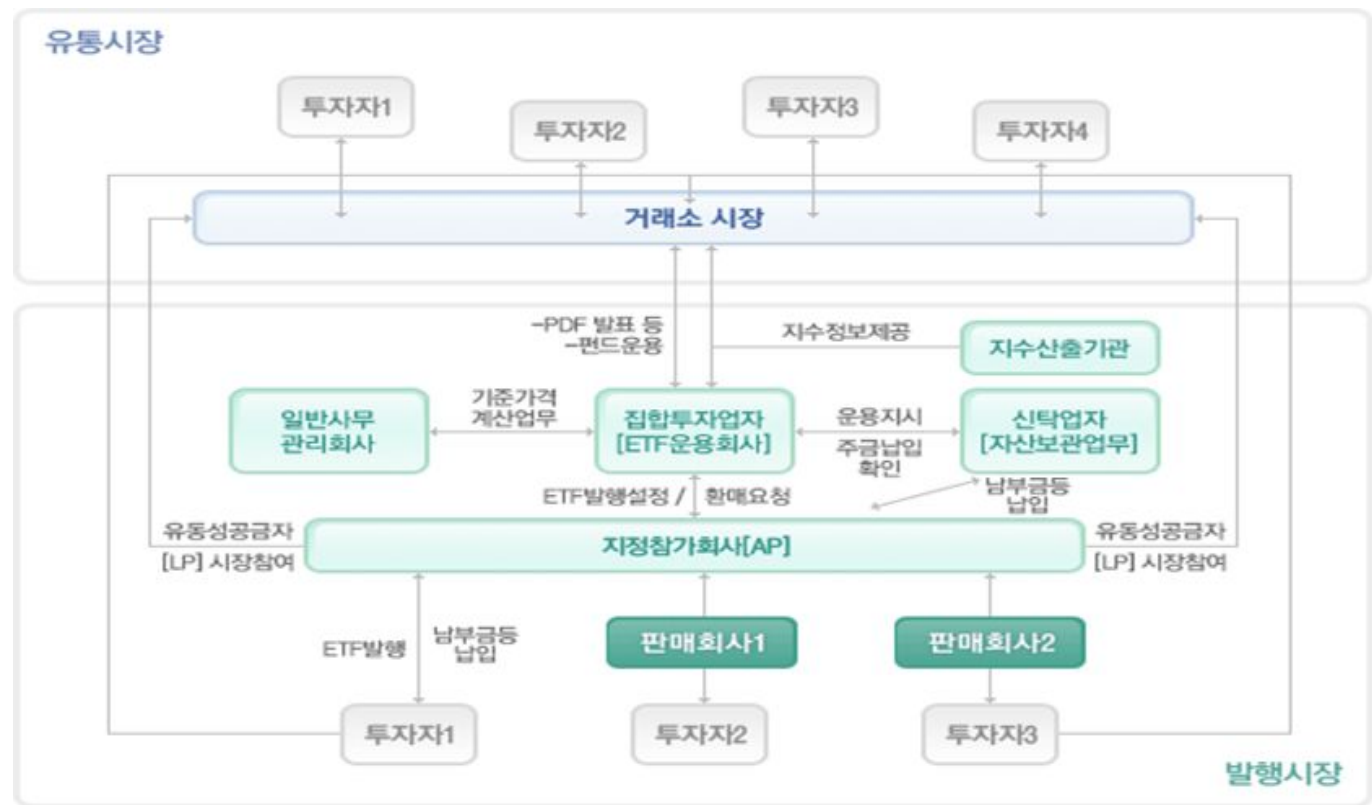 유통시장
투자자1
투자자2
투자자3
투자자4
거래소 시장
-PDF 발표 등
-펀드운용
지수정보제공
지수산출기관
일반사무
관리회사
기준가격
계산업무
집합투자업자
[ETF운용회사]
운용지시
주금납입
확인
신탁업자
[자산보관업무]
ETF발행설정 / 환매요청
남부금등
납입
유동성공급자
[LP] 시장참여
지정참가회사[AP]
유동성공급자
[LP] 시장참여
ETF발행
남부금등
납입
판매회사1
판매회사2
투자자1
투자자2
투자자3
발행시장